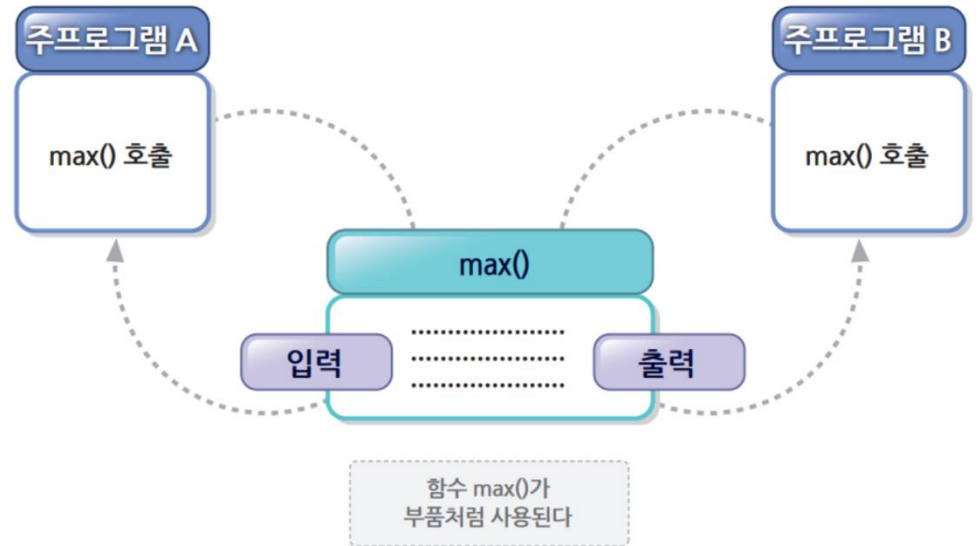 주프로그램 A
주프로그램 B
max() 호출
max() 호출
max()
입력
출력
함수 max()가
부품처럼 사용된다